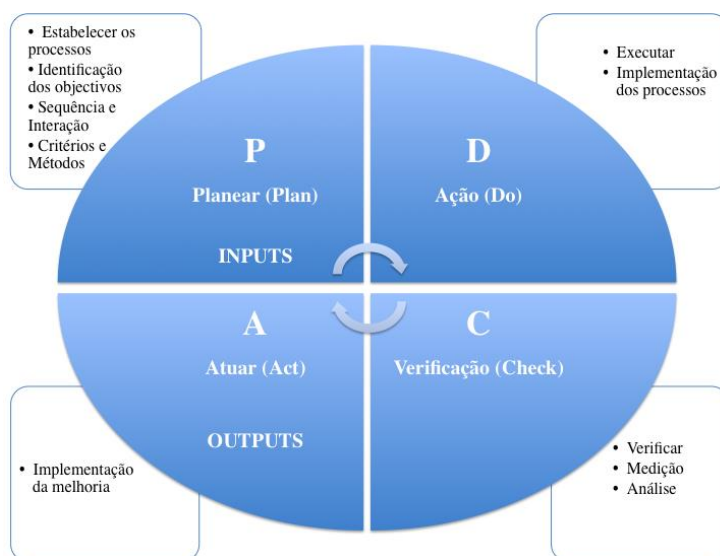 • Estabelecer os
processos
• Identificação
dos objectivos
• Sequência e
Interação
• Critérios e
Métodos
P
Planear (Plan)
INPUTS
D
Ação (Do)
• Executar
• Implementação
dos processos
A
Atuar (Act)
OUTPUTS
• Implementação
da melhoria
C
Verificação (Check)
• Verificar
• Medição
• Análise